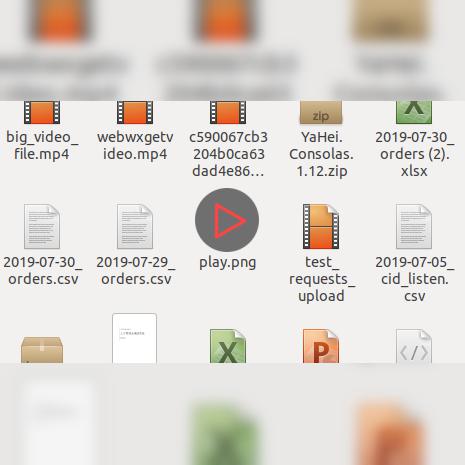 big_video_
file.mp4
webwxgetv
ideo.mp4
c590067cb3
204b0ca63
dad4e86...
zip
YaHei.
Consolas.
1.12.zip
X
2019-07-30_
orders (2).
xlsx
2019-07-30_
orders.csv
2019-07-29_
orders.csv
play.png
test_
requests_
upload
2019-07-05_
cid_listen.
csv
X
P
</>